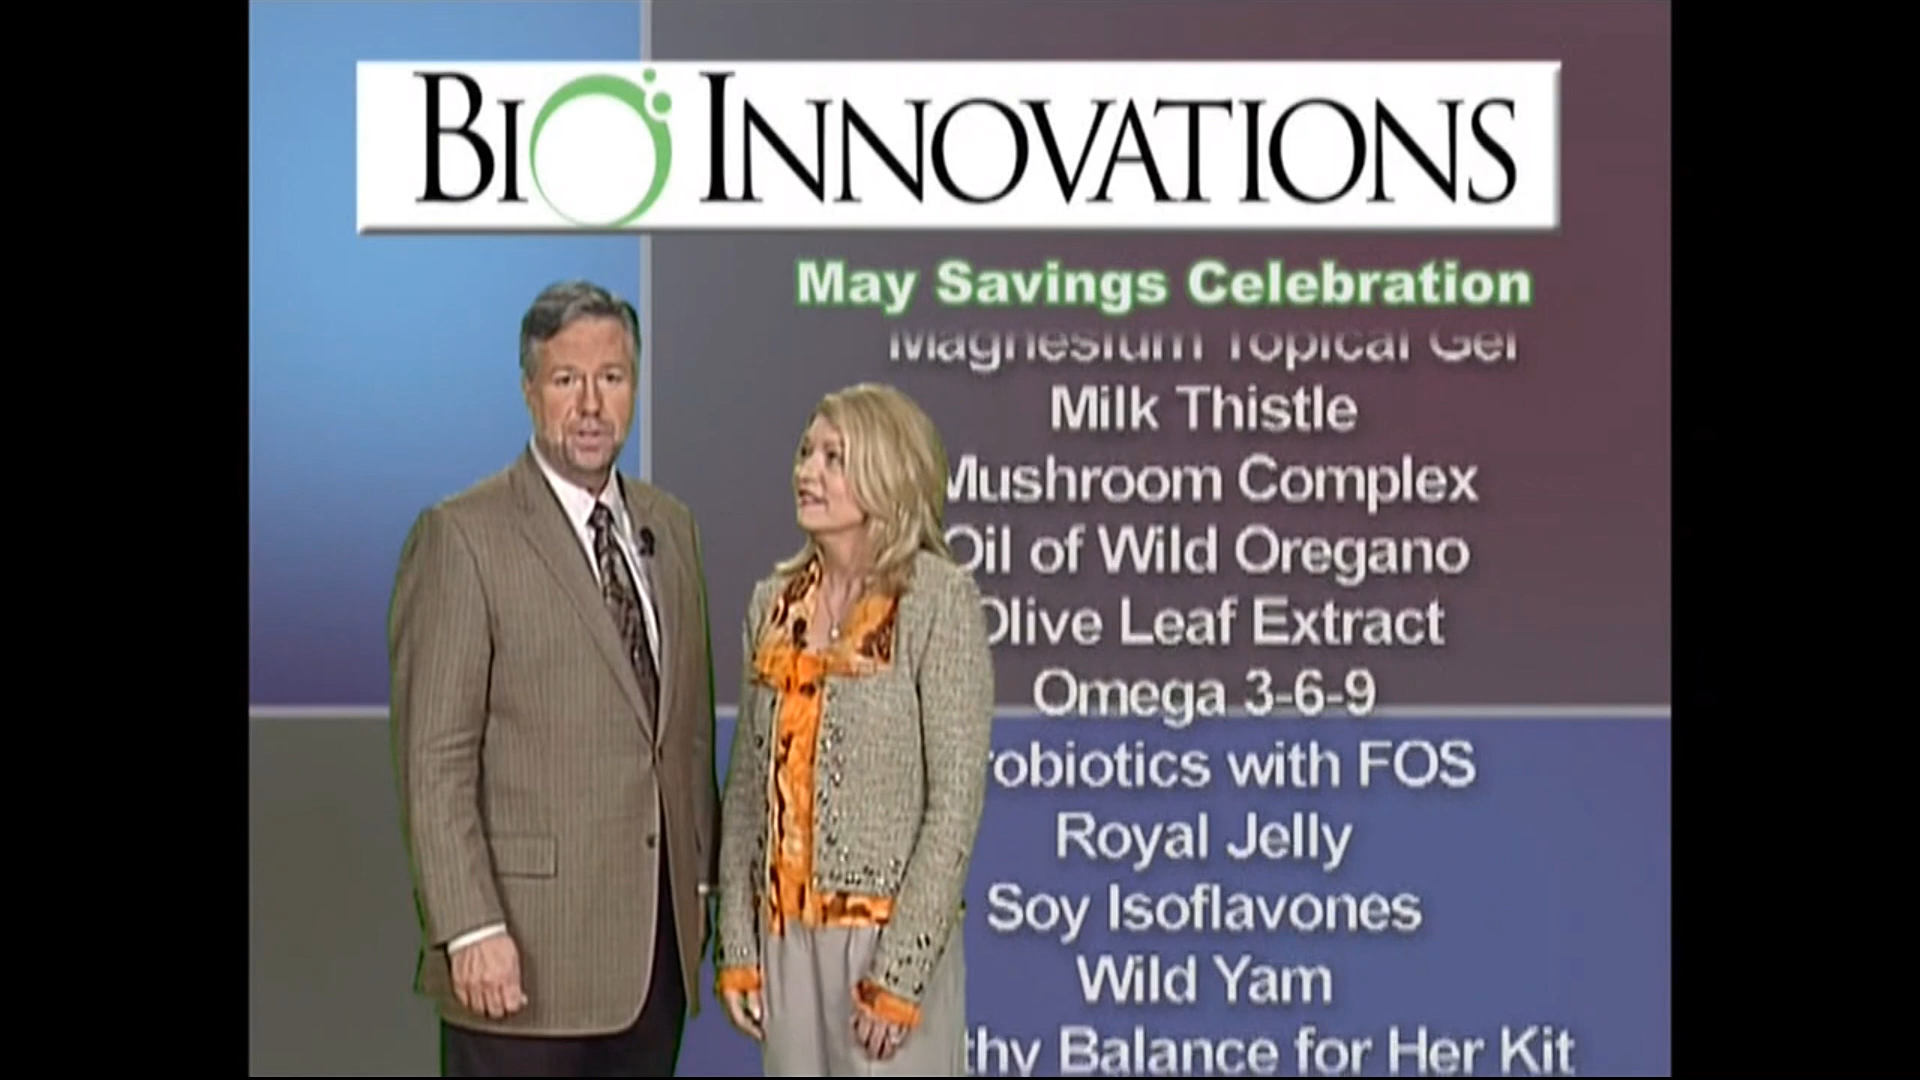 BIO INNOVATIONS
May Savings Celebration
Magnesium Topical Gel
Milk Thistle
Mushroom Complex
Oil of Wild Oregano
Olive Leaf Extract
Omega 3-6-9
robiotics with FOS
Royal Jelly
Soy Isoflavones
Wild Yam
thy Balance for Her Kit